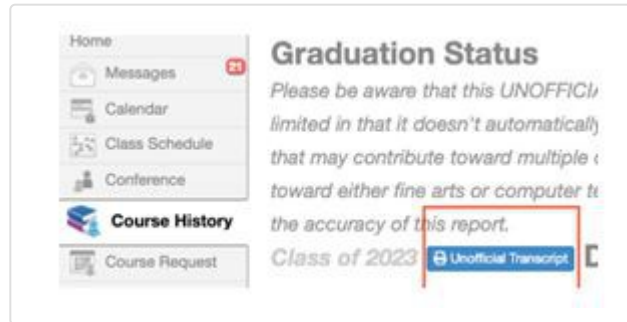 Home
Messages 21
Calendar
Class Schedule
Conference
Course History
Course Request
Graduation Status
Please be aware that this UNOFFICIA
limited in that it doesn't automatically
that may contribute toward multiple
toward either fine arts or computer te
the accuracy of this report.
Class of 2023 Unofficial Transcript D